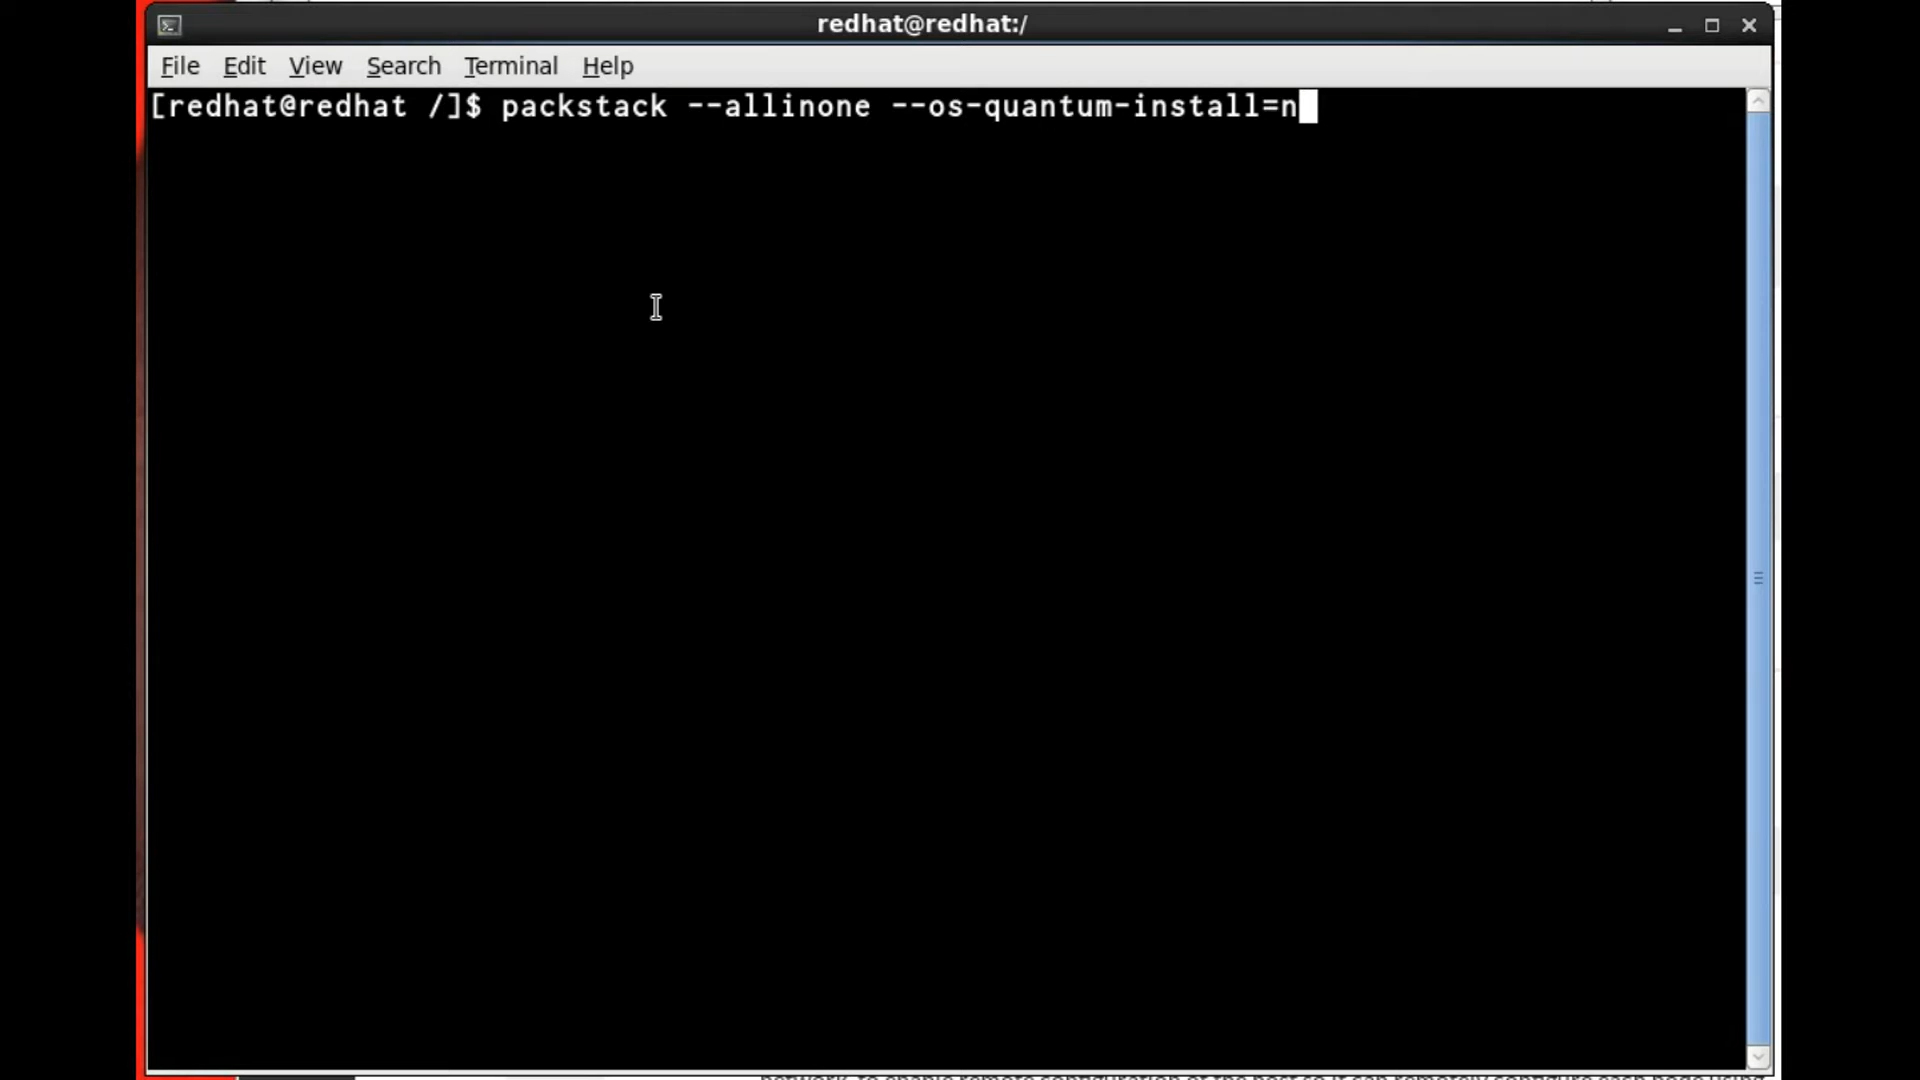 redhat@redhat:/
File Edit View Search Terminal Help
[redhat@redhat /]$ packstack --allinone --os-quantum-install=n